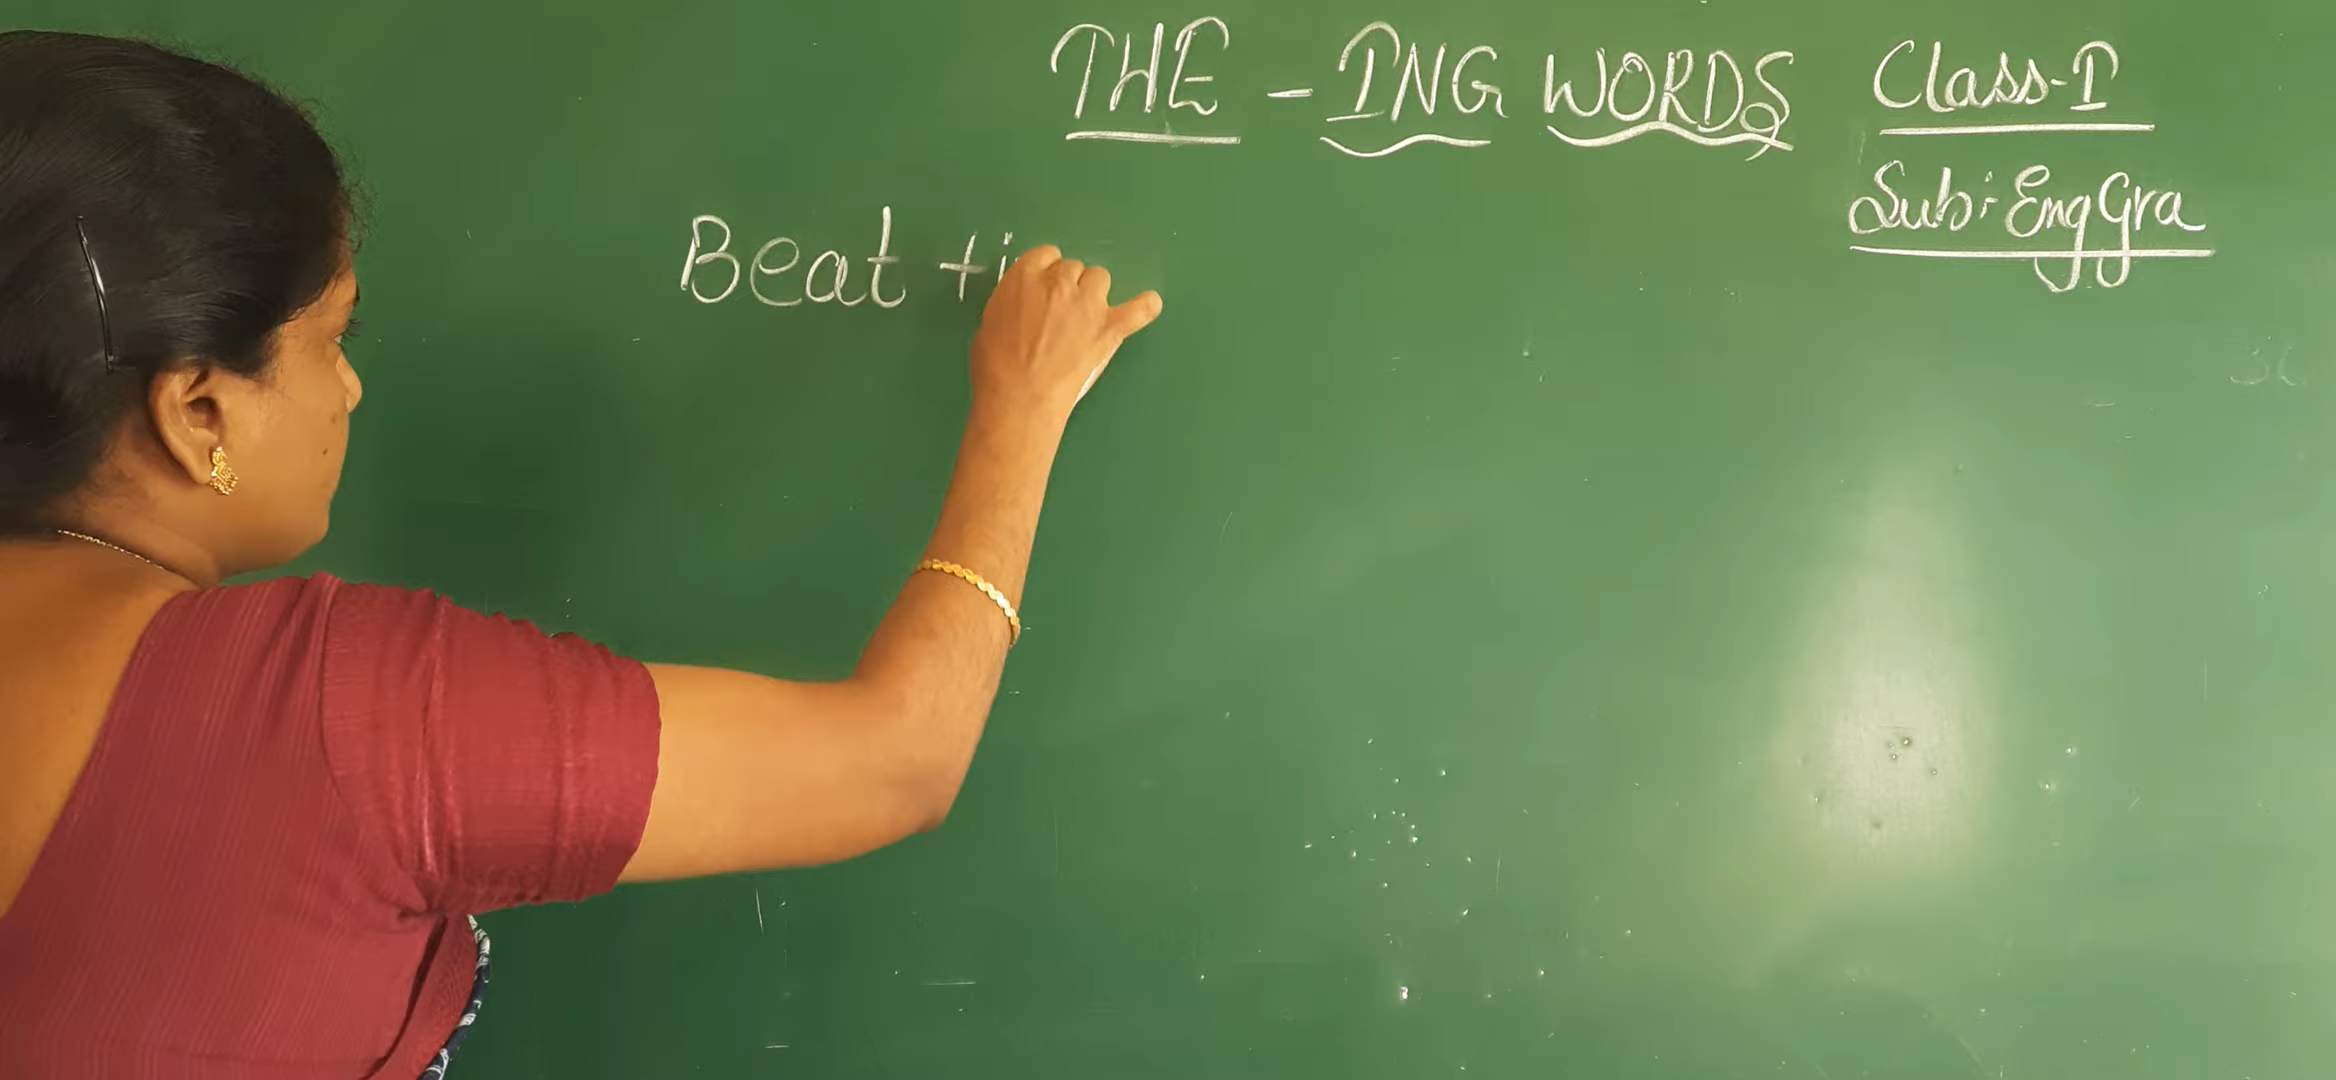 THE - ING WORDS Class-I
Sub: Eng Gra
Beat + i